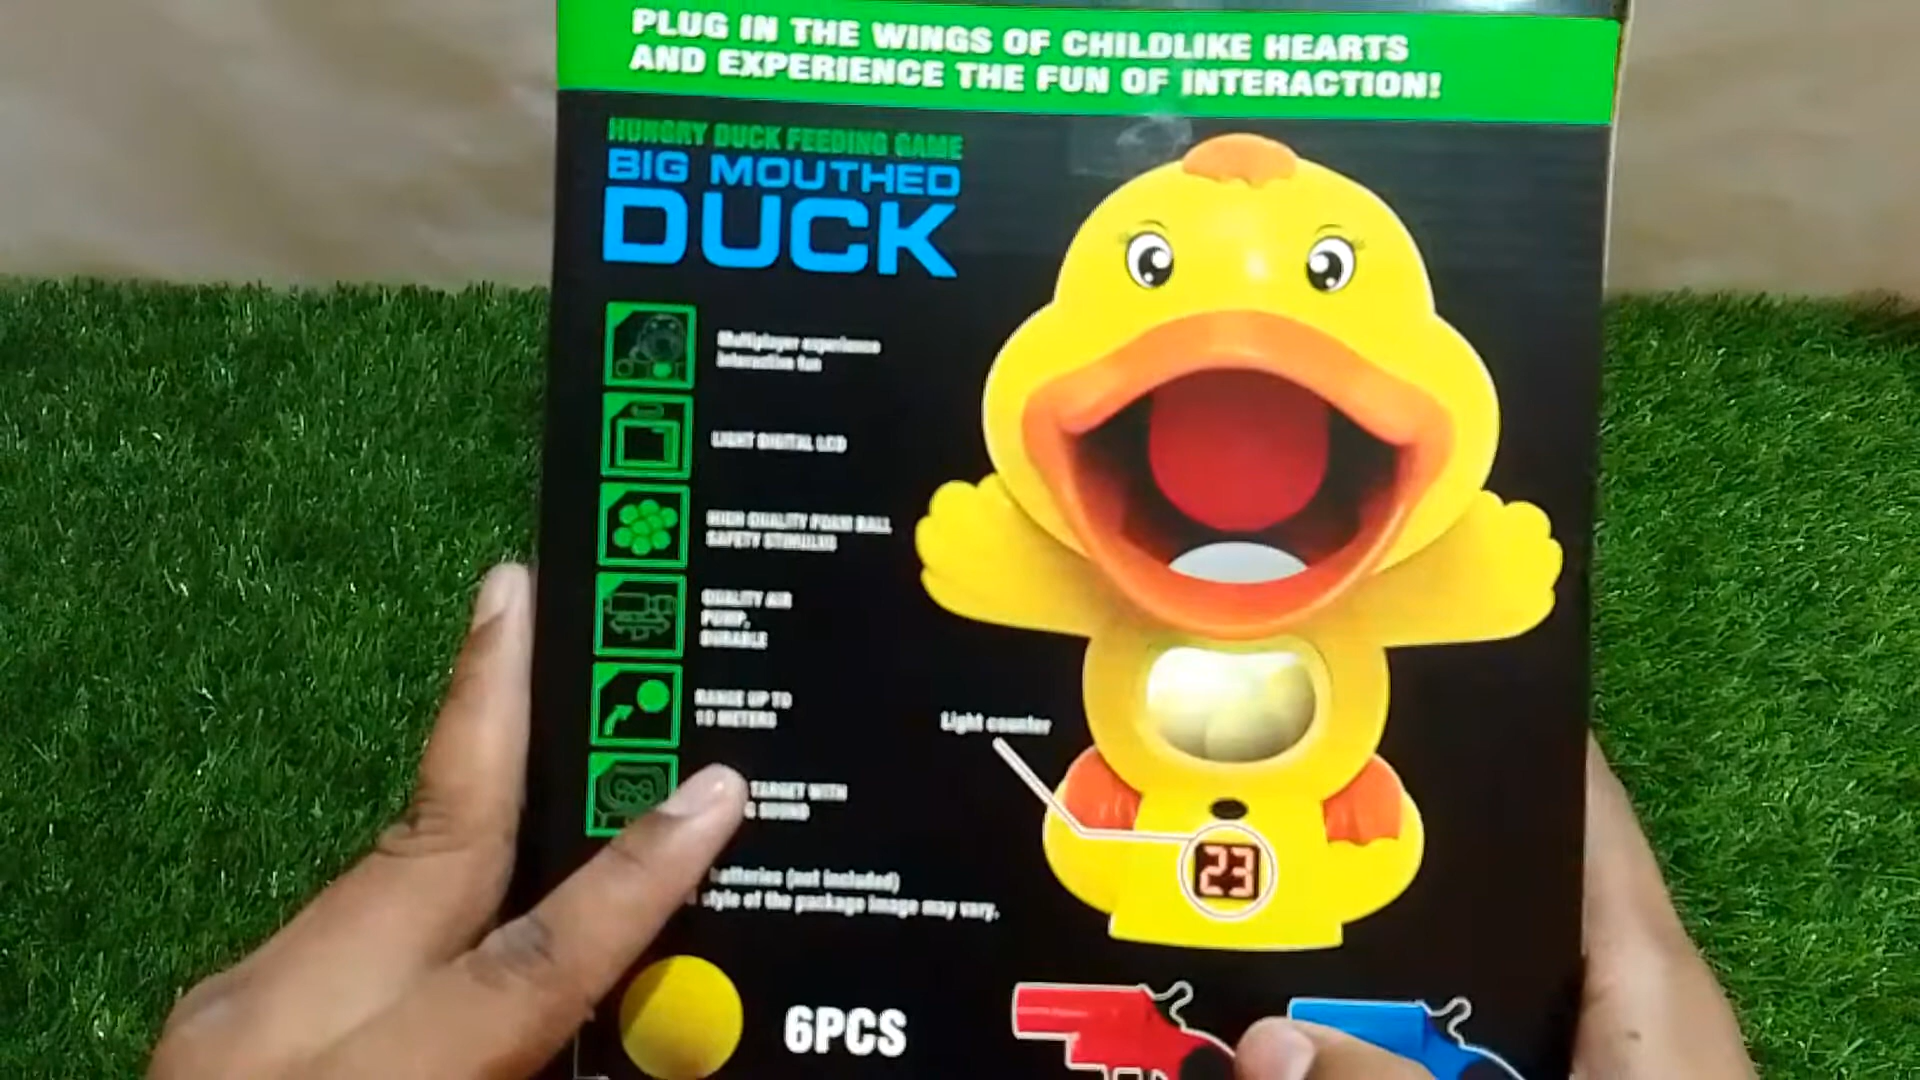 PLUG IN THE WINGS OF CHILDLIKE HEARTS
AND EXPERIENCE THE FUN OF INTERACTION!
HUNGRY DUCK FEEDING GAME
BIG MOUTHED
DUCK
Multiplayer experience
interactive fun
LIGHT DIGITAL LCD
HIGH QUALITY FOAM BALL
SAFETY STIMULUS
QUALITY AIR
PUMP,
DURABLE
RANGE UP TO
10 METERS
TARGET WITH
SOUND
Light counter
23
batteries (not included)
style of the package image may vary.
6PCS